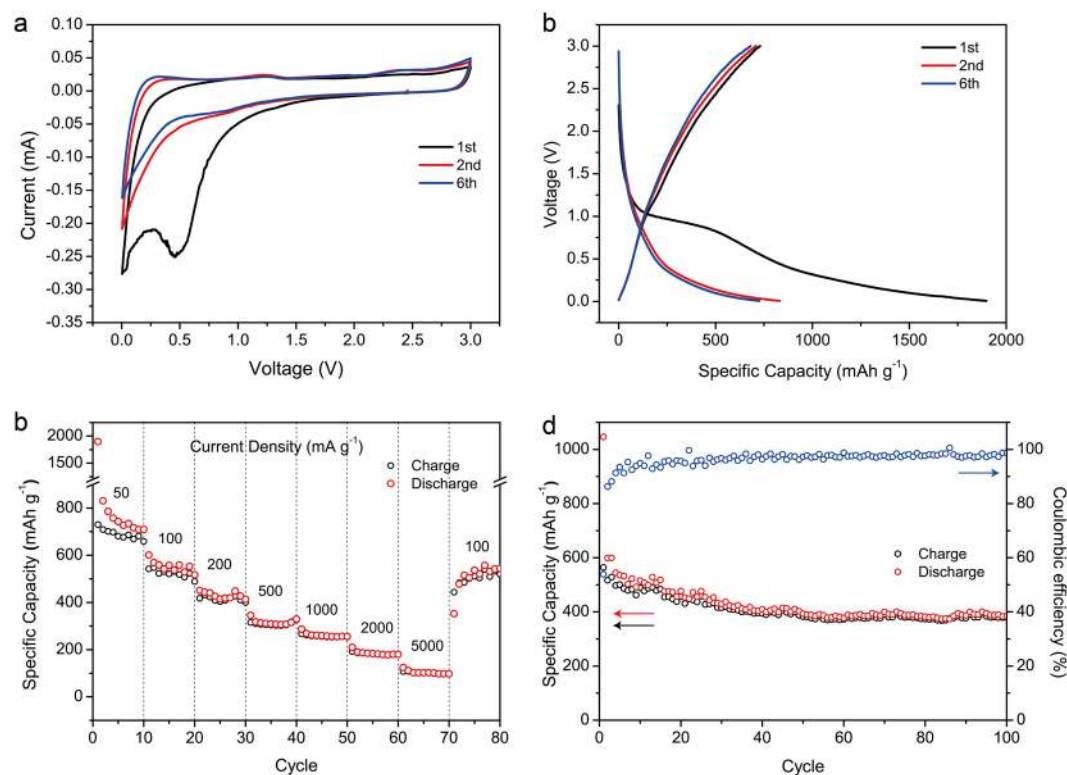 a
0.10
0.05
0.00
-0.05
-0.10
-0.15
-0.20
-0.25
-0.30
-0.35
Current (mA)
1st
2nd
6th
0.0 0.5 1.0 1.5 2.0 2.5 3.0
Voltage (V)
b
3.0
2.5
2.0
1.5
1.0
0.5
0.0
Voltage (V)
1st
2nd
6th
0 500 1000 1500 2000
Specific Capacity (mAh g⁻¹)
b
2000
1500
800
600
400
200
0
Specific Capacity (mAh g⁻¹)
Current Density (mA g⁻¹)
Charge
Discharge
50
100
200
500
1000
2000
5000
100
0 10 20 30 40 50 60 70 80
Cycle
d
1000
800
600
400
200
0
Specific Capacity (mAh g⁻¹)
Charge
Discharge
100
80
60
40
20
0
Coulombic efficiency (%)
0 20 40 60 80 100
Cycle